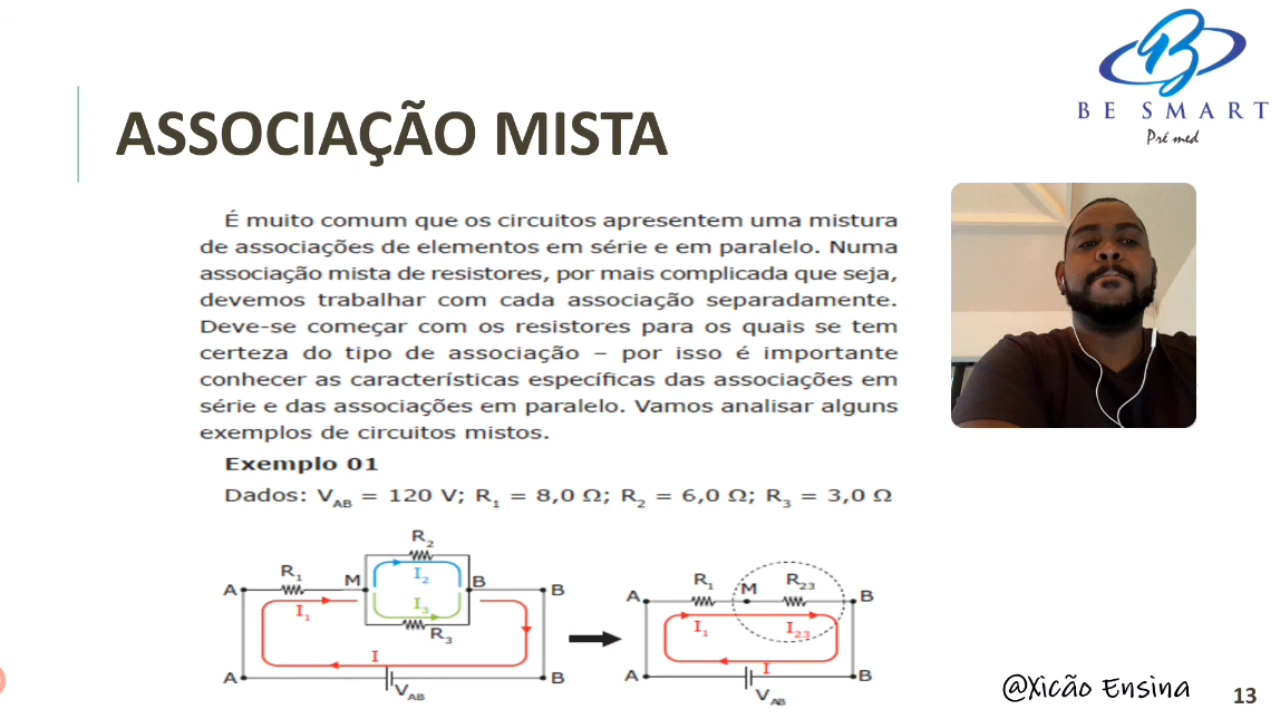 BE SMART
Pré med
ASSOCIAÇÃO MISTA
É muito comum que os circuitos apresentem uma mistura
de associações de elementos em série e em paralelo. Numa
associação mista de resistores, por mais complicada que seja,
devemos trabalhar com cada associação separadamente.
Deve-se começar com os resistores para os quais se tem
certeza do tipo de associação – por isso é importante
conhecer as características específicas das associações em
série e das associações em paralelo. Vamos analisar alguns
exemplos de circuitos mistos.
Exemplo 01
Dados: V_AB = 120 V; R₁ = 8,0 Ω; R₂ = 6,0 Ω; R₃ = 3,0 Ω
R₂
R₁ M I₂ B
A B
I₁ I₃
R₃
I
A B
V_AB
R₁ M R₂₃
A B
I₁ I₂₃
I
A B
V_AB
@Xicão Ensina
13